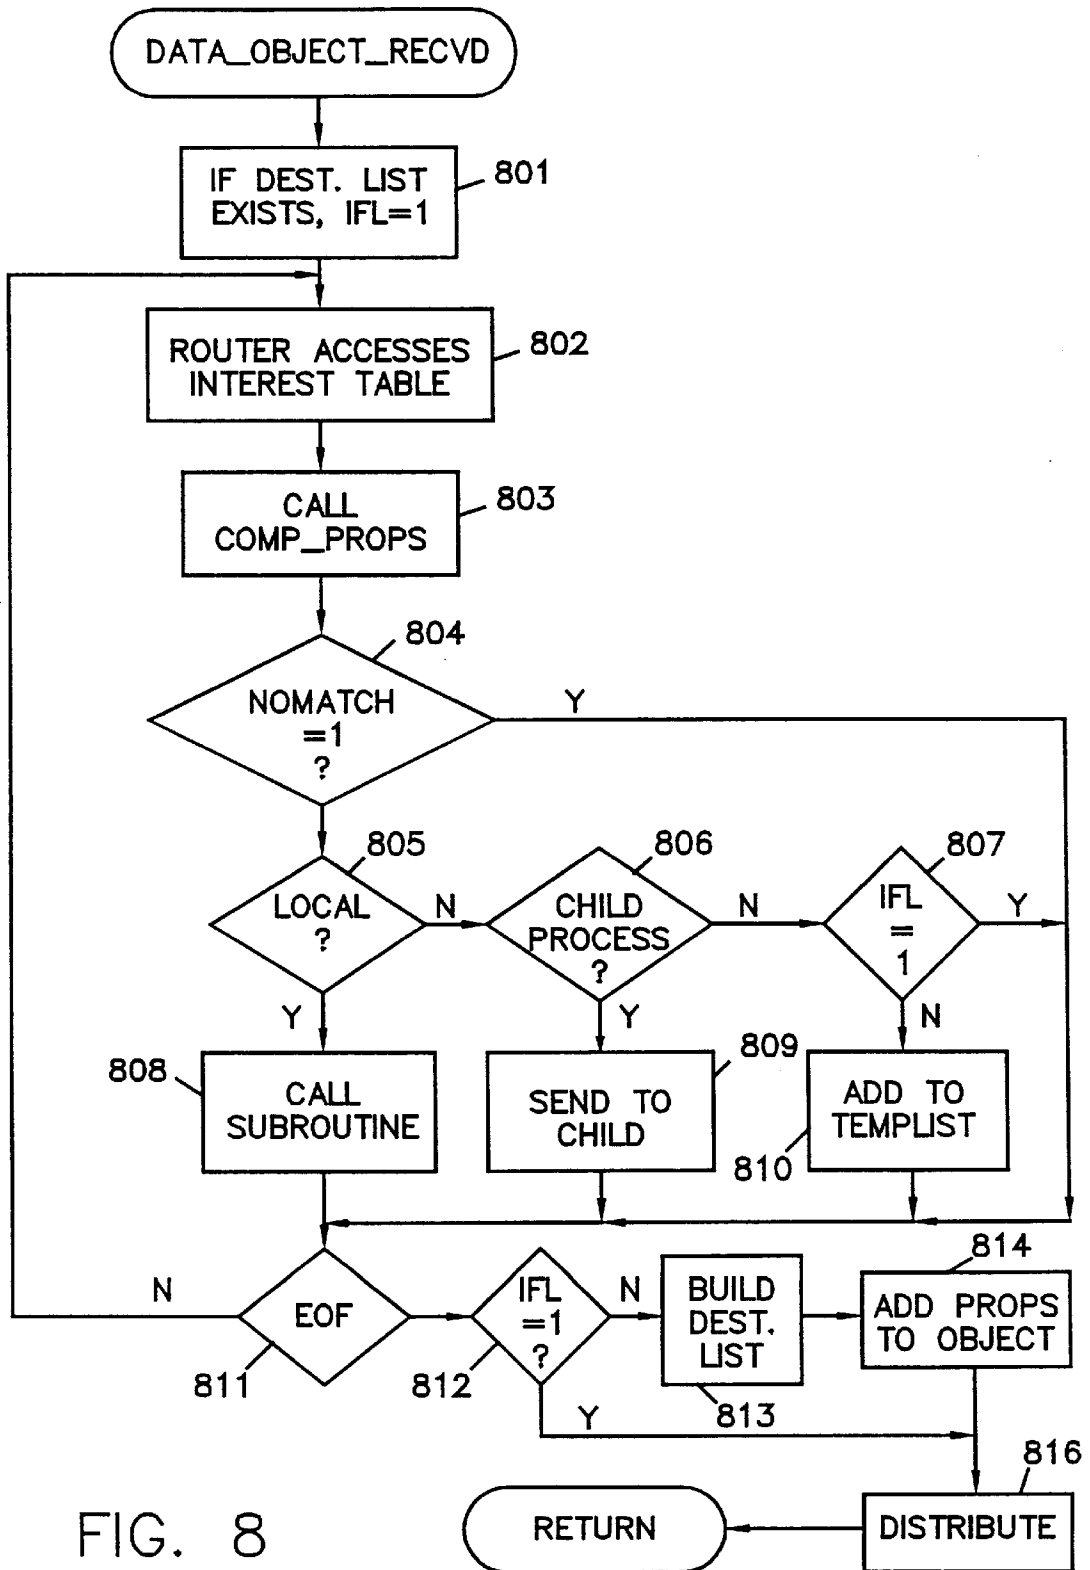 DATA_OBJECT_RECVD
IF DEST. LIST
EXISTS, IFL=1
801
ROUTER ACCESSES
INTEREST TABLE
802
CALL
COMP_PROPS
803
804
NOMATCH
=1
?
Y
805
LOCAL
?
N
Y
806
CHILD
PROCESS
?
N
Y
807
IFL
=
1
Y
N
808
CALL
SUBROUTINE
809
SEND TO
CHILD
810
ADD TO
TEMPLIST
N
EOF
811
IFL
=1
?
812
N
Y
BUILD
DEST.
LIST
813
814
ADD PROPS
TO OBJECT
816
DISTRIBUTE
RETURN
FIG. 8